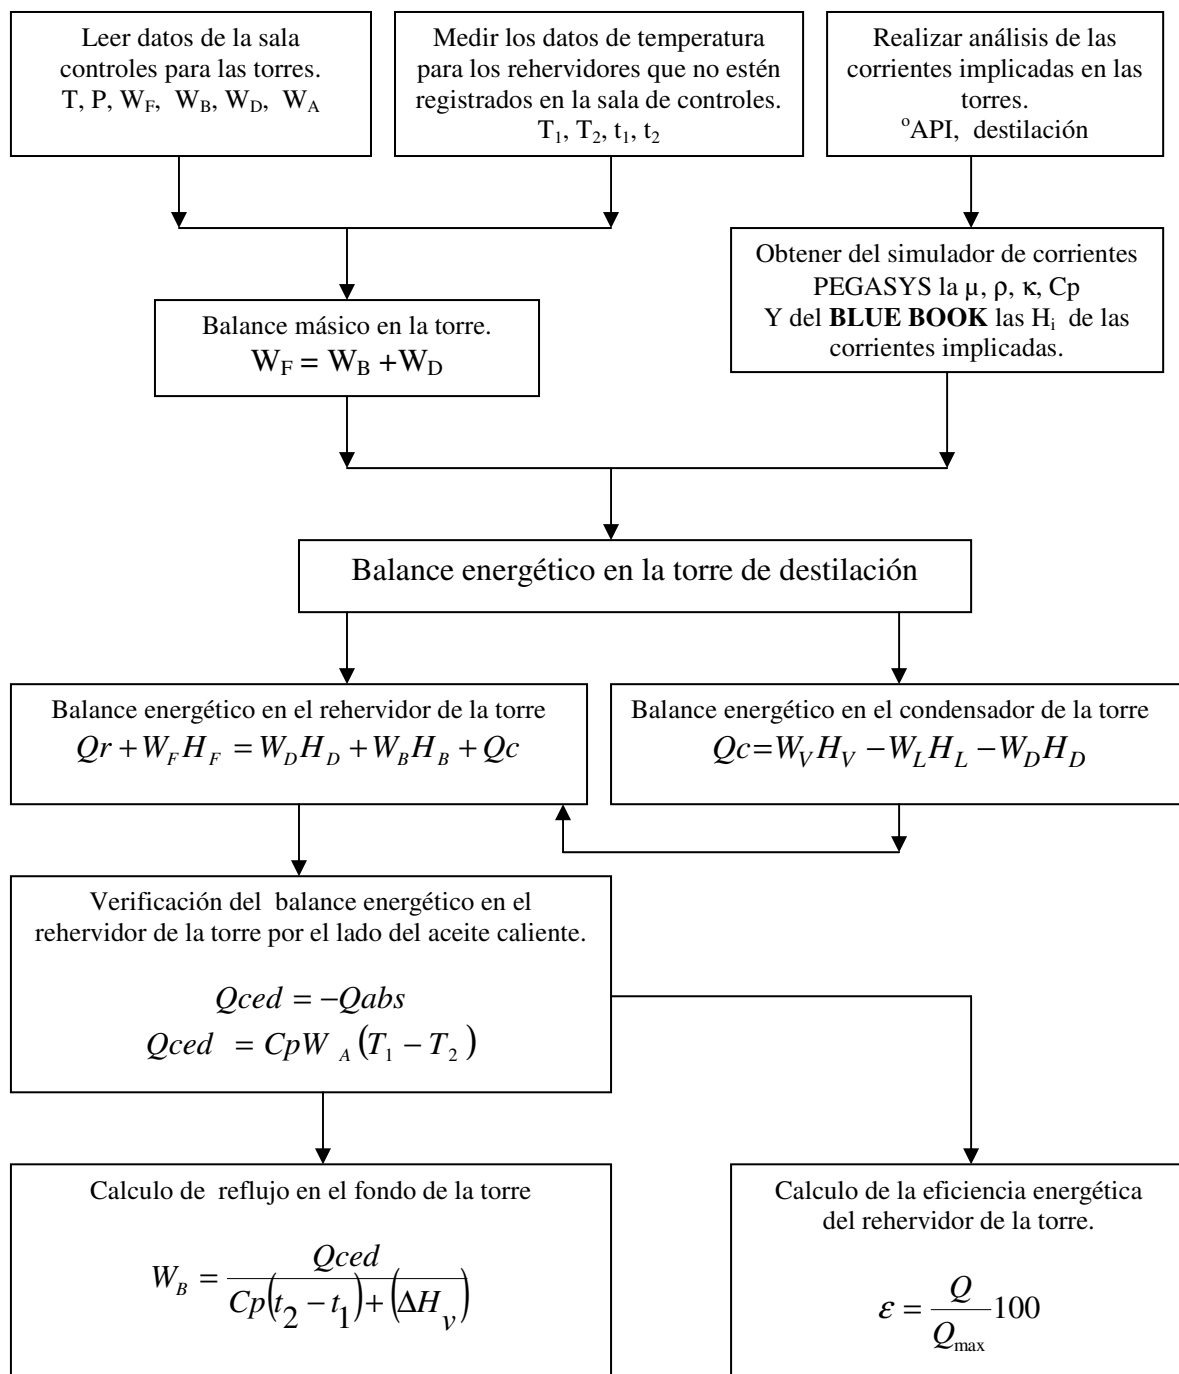 Leer datos de la sala
controles para las torres.
T, P, W_F, W_B, W_D, W_A
Medir los datos de temperatura
para los rehervidores que no estén
registrados en la sala de controles.
T_1, T_2, t_1, t_2
Realizar análisis de las
corrientes implicadas en las
torres.
°API, destilación
Obtener del simulador de corrientes
PEGASYS la µ, ρ, κ, Cp
Y del BLUE BOOK las H_i de las
corrientes implicadas.
Balance másico en la torre.
W_F = W_B +W_D
Balance energético en la torre de destilación
Balance energético en el rehervidor de la torre
Qr + W_F H_F = W_D H_D + W_B H_B + Qc
Balance energético en el condensador de la torre
Qc = W_V H_V − W_L H_L − W_D H_D
Verificación del balance energético en el
rehervidor de la torre por el lado del aceite caliente.
Qced = −Qabs
Qced = CpW_A (T_1 − T_2)
Calculo de reflujo en el fondo de la torre
W_B = Qced / (Cp(t_2 − t_1) + (ΔH_v))
Calculo de la eficiencia energética
del rehervidor de la torre.
ε = Q / Q_max 100